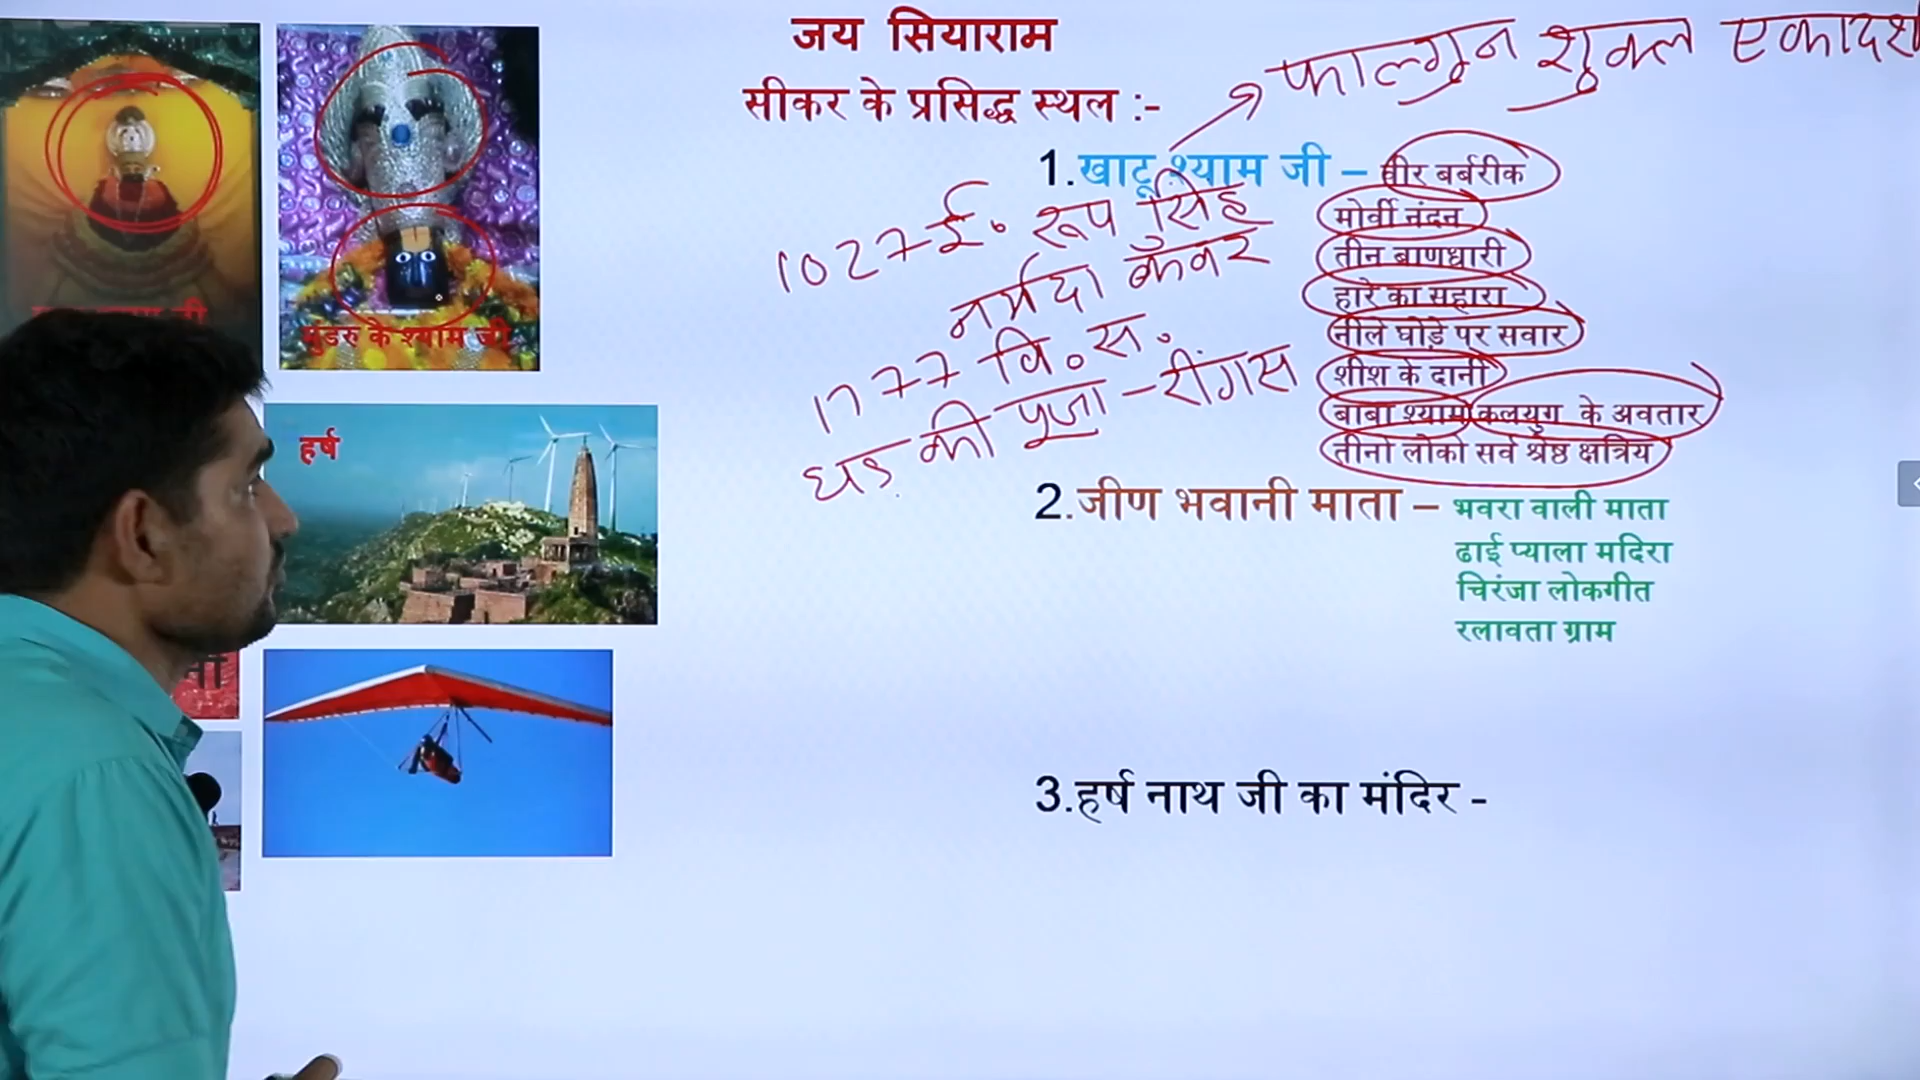 जय सियाराम
सीकर के प्रसिद्ध स्थल :-
फाल्गुन शुक्ल एकादशी
1.खाटू श्याम जी – वीर बर्बरीक
मोर्वी नंदन
तीन बाणधारी
हारे का सहारा
नीले घोड़े पर सवार
शीश के दानी
बाबा श्याम कलयुग के अवतार
तीनो लोको सर्व श्रेष्ठ क्षत्रिय
1027 ई. रूप सिंह
नर्मदा कँवर
1777 वि. स.
धड की पूजा - रींगस
2.जीण भवानी माता – भवरा वाली माता
ढाई प्याला मदिरा
चिरंजा लोकगीत
रलावता ग्राम
3.हर्ष नाथ जी का मंदिर -
मुंडरु के श्याम जी
हर्ष